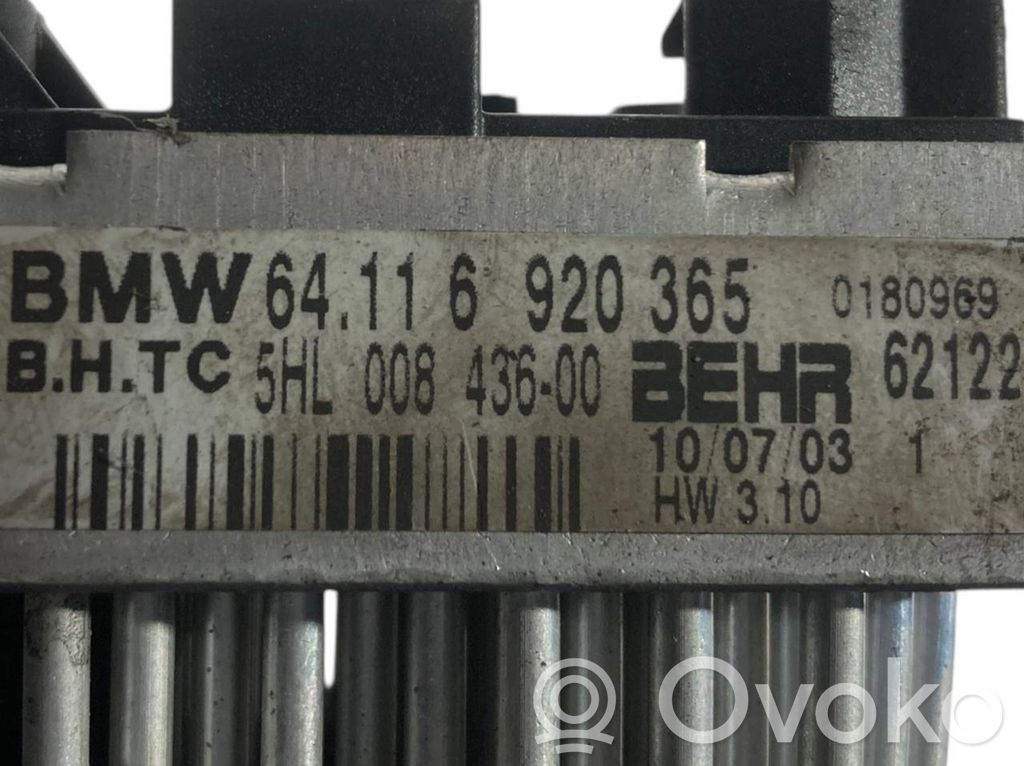 BMW 64.11 6 920 365 0180969
B.H.TC 5HL 008 436-00 BEHR 62122
10/07/03 1
HW 3.10
Ovoko